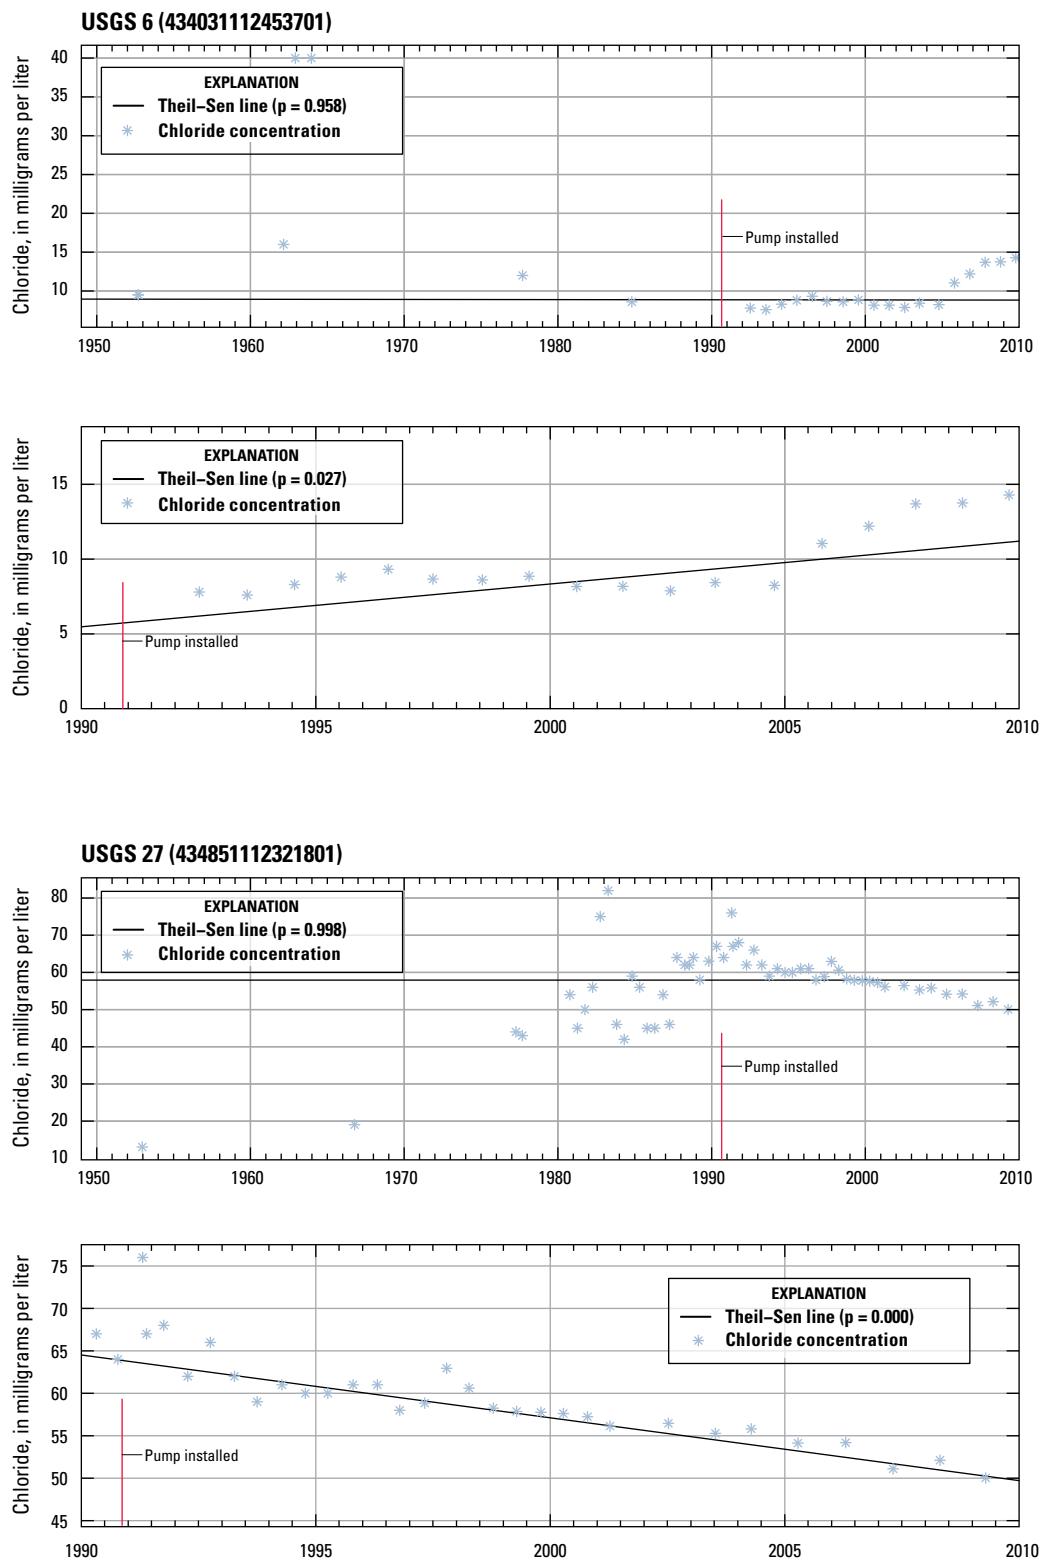 USGS 6 (434031112453701)
Chloride, in milligrams per liter
40
35
30
25
20
15
10
EXPLANATION
Theil–Sen line (p = 0.958)
Chloride concentration
Pump installed
1950 1960 1970 1980 1990 2000 2010
Chloride, in milligrams per liter
15
10
5
0
EXPLANATION
Theil–Sen line (p = 0.027)
Chloride concentration
Pump installed
1990 1995 2000 2005 2010
USGS 27 (434851112321801)
Chloride, in milligrams per liter
80
70
60
50
40
30
20
10
EXPLANATION
Theil–Sen line (p = 0.998)
Chloride concentration
Pump installed
1950 1960 1970 1980 1990 2000 2010
Chloride, in milligrams per liter
75
70
65
60
55
50
45
EXPLANATION
Theil–Sen line (p = 0.000)
Chloride concentration
Pump installed
1990 1995 2000 2005 2010